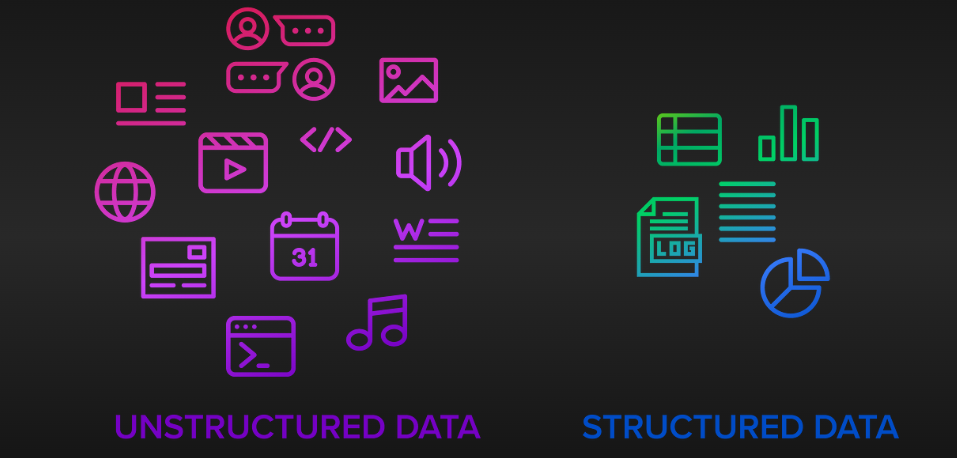 </>
W
31
LOG
>_
UNSTRUCTURED DATA
STRUCTURED DATA